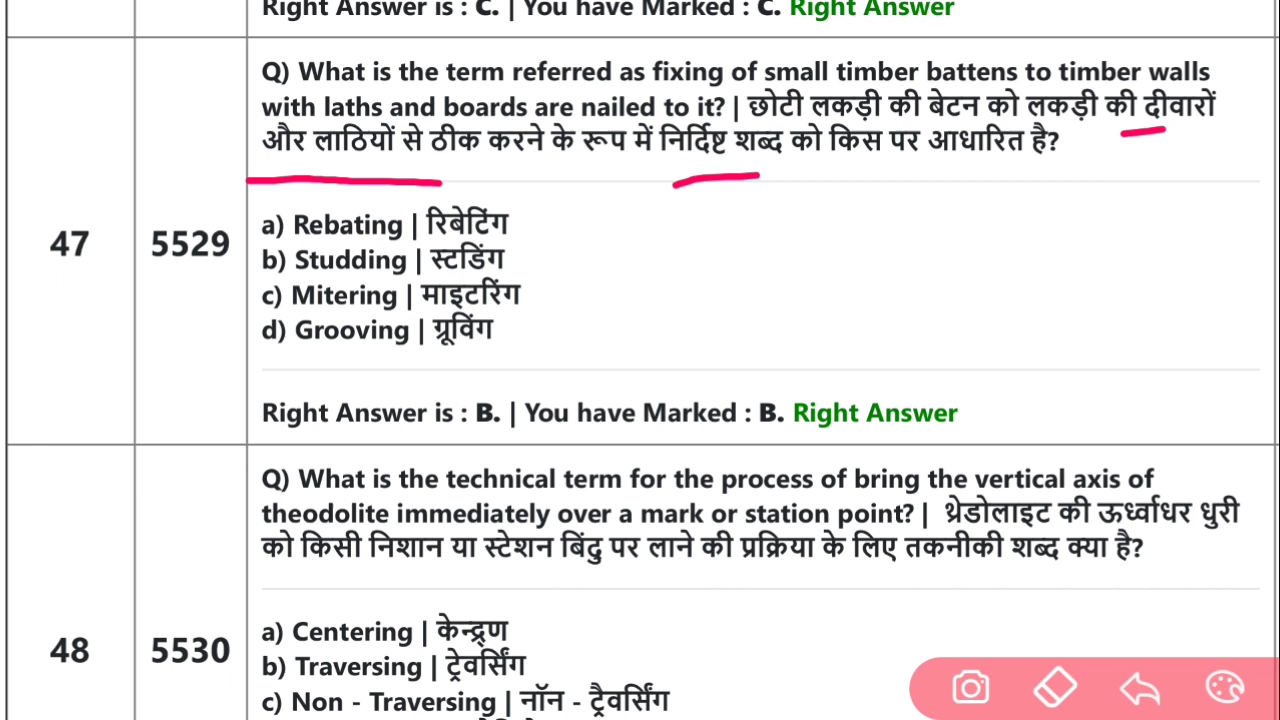 Right Answer is : C. | You have Marked : C. Right Answer
47
5529
Q) What is the term referred as fixing of small timber battens to timber walls
with laths and boards are nailed to it? | छोटी लकड़ी की बेटन को लकड़ी की दीवारों
और लाठियों से ठीक करने के रूप में निर्दिष्ट शब्द को किस पर आधारित है?
a) Rebating | रिबेटिंग
b) Studding | स्टडिंग
c) Mitering | माइटरिंग
d) Grooving | ग्रूविंग
Right Answer is : B. | You have Marked : B. Right Answer
48
5530
Q) What is the technical term for the process of bring the vertical axis of
theodolite immediately over a mark or station point? | थ्रेडोलाइट की ऊर्ध्वाधर धुरी
को किसी निशान या स्टेशन बिंदु पर लाने की प्रक्रिया के लिए तकनीकी शब्द क्या है?
a) Centering | केन्द्र्ण
b) Traversing | ट्रेवर्सिंग
c) Non - Traversing | नॉन - ट्रैवर्सिंग